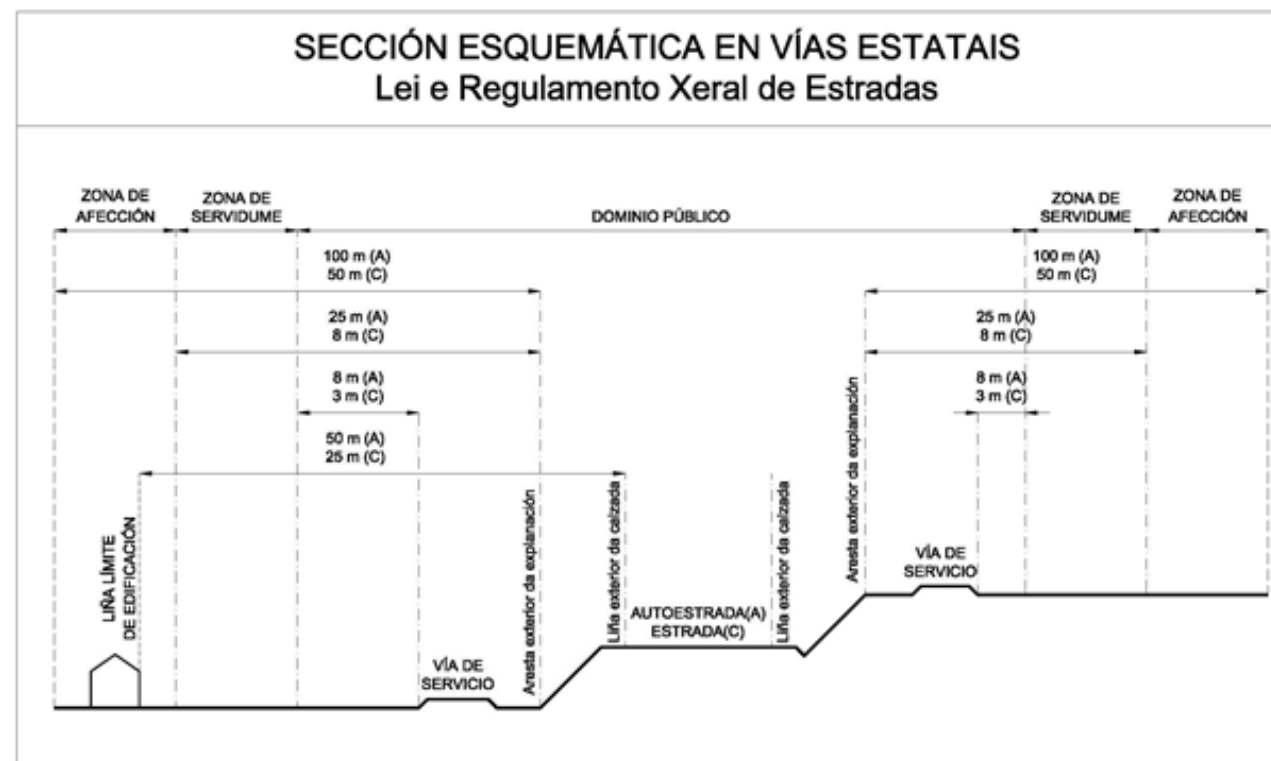 SECCIÓN ESQUEMÁTICA EN VÍAS ESTATAIS
Lei e Regulamento Xeral de Estradas
ZONA DE
AFECCIÓN
ZONA DE
SERVIDUME
DOMINIO PÚBLICO
ZONA DE
SERVIDUME
ZONA DE
AFECCIÓN
100 m (A)
50 m (C)
100 m (A)
50 m (C)
25 m (A)
8 m (C)
25 m (A)
8 m (C)
8 m (A)
3 m (C)
8 m (A)
3 m (C)
50 m (A)
25 m (C)
LIÑA LÍMITE
DE EDIFICACIÓN
VÍA DE
SERVICIO
Aresta exterior da explanación
Liña exterior da calzada
AUTOESTRADA(A)
ESTRADA(C)
Liña exterior da calzada
Aresta exterior da explanación
VÍA DE
SERVICIO